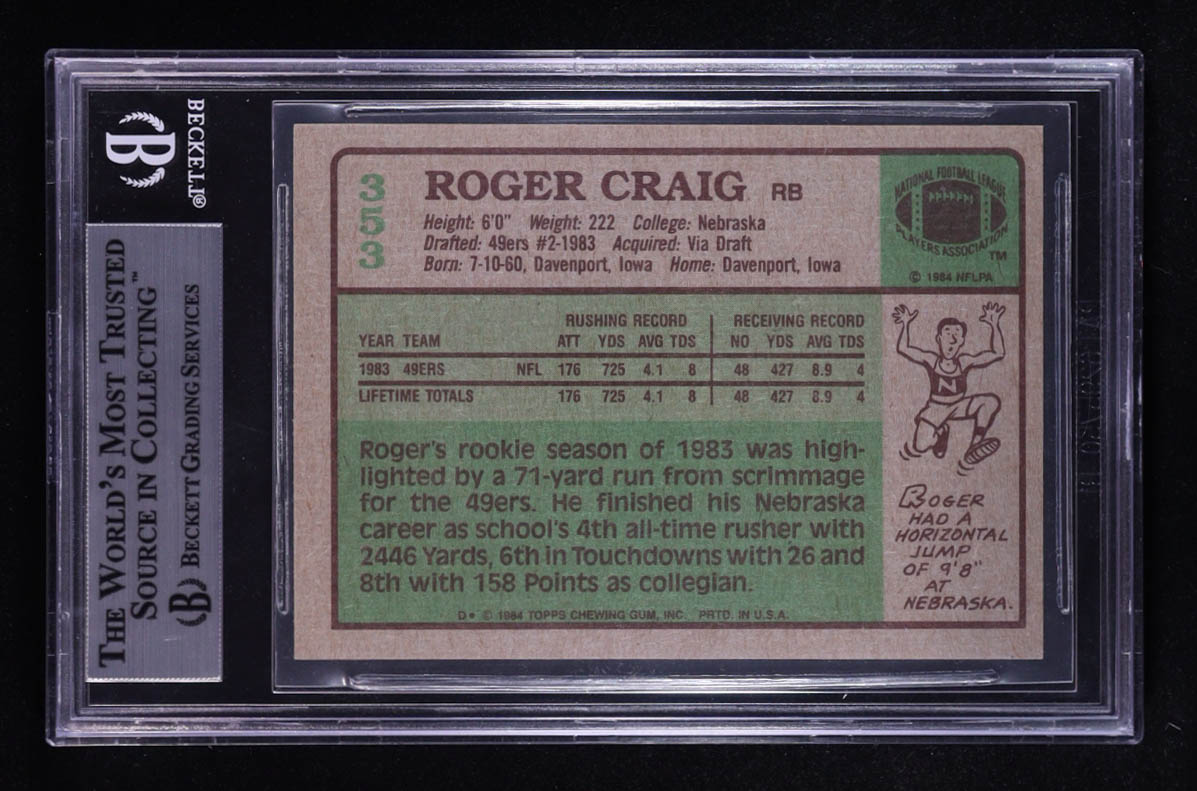 BECKETT®
B
THE WORLD'S MOST TRUSTED
SOURCE IN COLLECTING™
B BECKETT GRADING SERVICES
353
ROGER CRAIG RB
Height: 6'0" Weight: 222 College: Nebraska
Drafted: 49ers #2-1983 Acquired: Via Draft
Born: 7-10-60, Davenport, Iowa Home: Davenport, Iowa
NATIONAL FOOTBALL LEAGUE
PLAYERS ASSOCIATION
TM
© 1984 NFLPA
RUSHING RECORD RECEIVING RECORD
YEAR TEAM ATT YDS AVG TDS NO YDS AVG TDS
1983 49ERS NFL 176 725 4.1 8 48 427 8.9 4
LIFETIME TOTALS 176 725 4.1 8 48 427 8.9 4
Roger's rookie season of 1983 was high-
lighted by a 71-yard run from scrimmage
for the 49ers. He finished his Nebraska
career as school's 4th all-time rusher with
2446 Yards, 6th in Touchdowns with 26 and
8th with 158 Points as collegian.
D* © 1984 TOPPS CHEWING GUM, INC. PRTD. IN U.S.A.
N
ROGER
HAD A
HORIZONTAL
JUMP
OF 9'8"
AT
NEBRASKA.